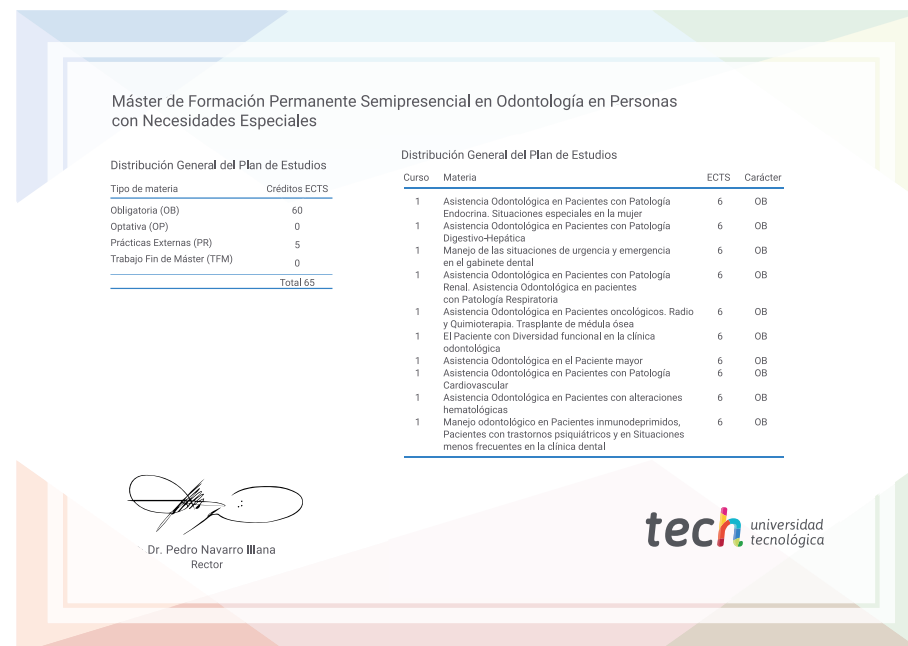 Máster de Formación Permanente Semipresencial en Odontología en Personas
con Necesidades Especiales
Distribución General del Plan de Estudios
Tipo de materia Créditos ECTS
Obligatoria (OB) 60
Optativa (OP) 0
Prácticas Externas (PR) 5
Trabajo Fin de Máster (TFM) 0
Total 65
Distribución General del Plan de Estudios
Curso Materia ECTS Carácter
1 Asistencia Odontológica en Pacientes con Patología 6 OB
Endocrina. Situaciones especiales en la mujer
1 Asistencia Odontológica en Pacientes con Patología 6 OB
Digestivo-Hepática
1 Manejo de las situaciones de urgencia y emergencia 6 OB
en el gabinete dental
1 Asistencia Odontológica en Pacientes con Patología 6 OB
Renal. Asistencia Odontológica en pacientes
con Patología Respiratoria
1 Asistencia Odontológica en Pacientes oncológicos. Radio 6 OB
y Quimioterapia. Trasplante de médula ósea
1 El Paciente con Diversidad funcional en la clínica 6 OB
odontológica
1 Asistencia Odontológica en el Paciente mayor 6 OB
1 Asistencia Odontológica en Pacientes con Patología 6 OB
Cardiovascular
1 Asistencia Odontológica en Pacientes con alteraciones 6 OB
hematológicas
1 Manejo odontológico en Pacientes inmunodeprimidos, 6 OB
Pacientes con trastornos psiquiátricos y en Situaciones
menos frecuentes en la clínica dental
Dr. Pedro Navarro Illana
Rector
tech universidad
tecnológica